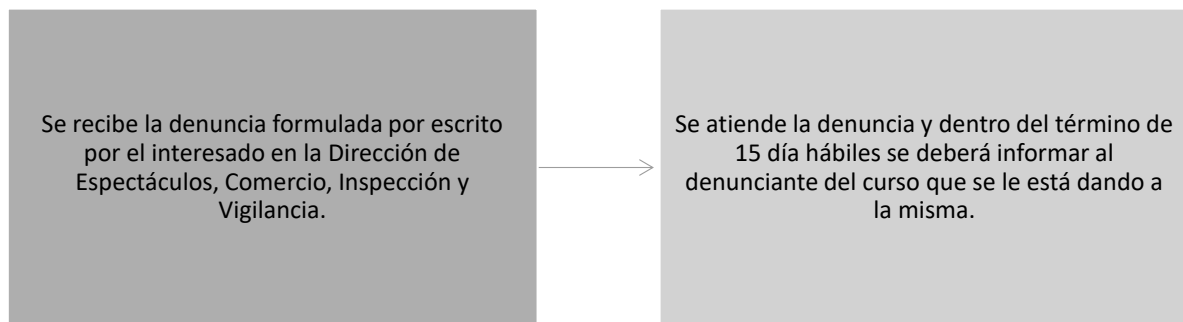 Se recibe la denuncia formulada por escrito
por el interesado en la Dirección de
Espectáculos, Comercio, Inspección y
Vigilancia.
Se atiende la denuncia y dentro del término de
15 día hábiles se deberá informar al
denunciante del curso que se le está dando a
la misma.